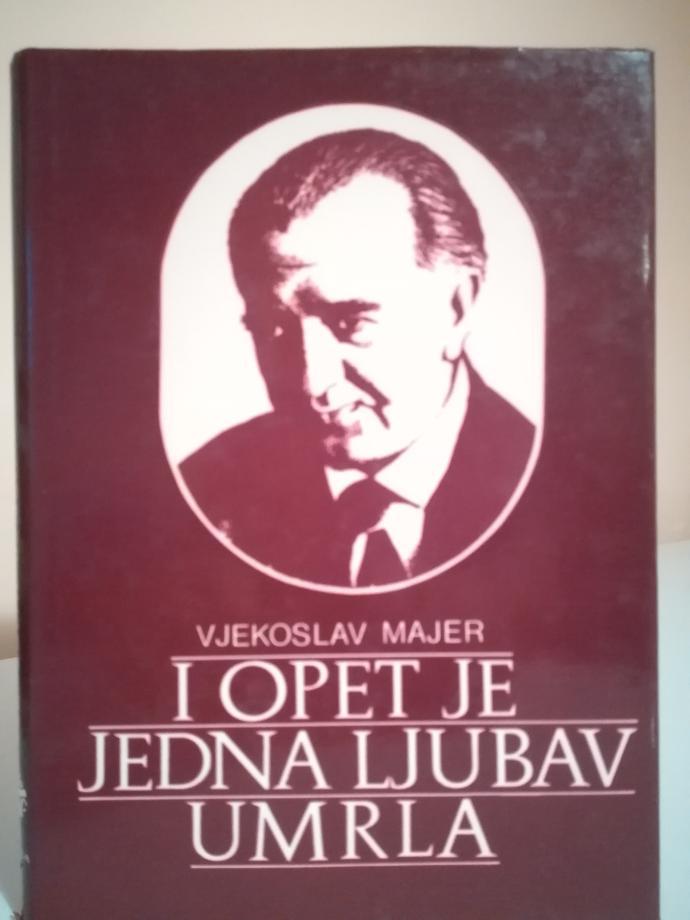 VJEKOSLAV MAJER
I OPET JE
JEDNA LJUBAV
UMRLA